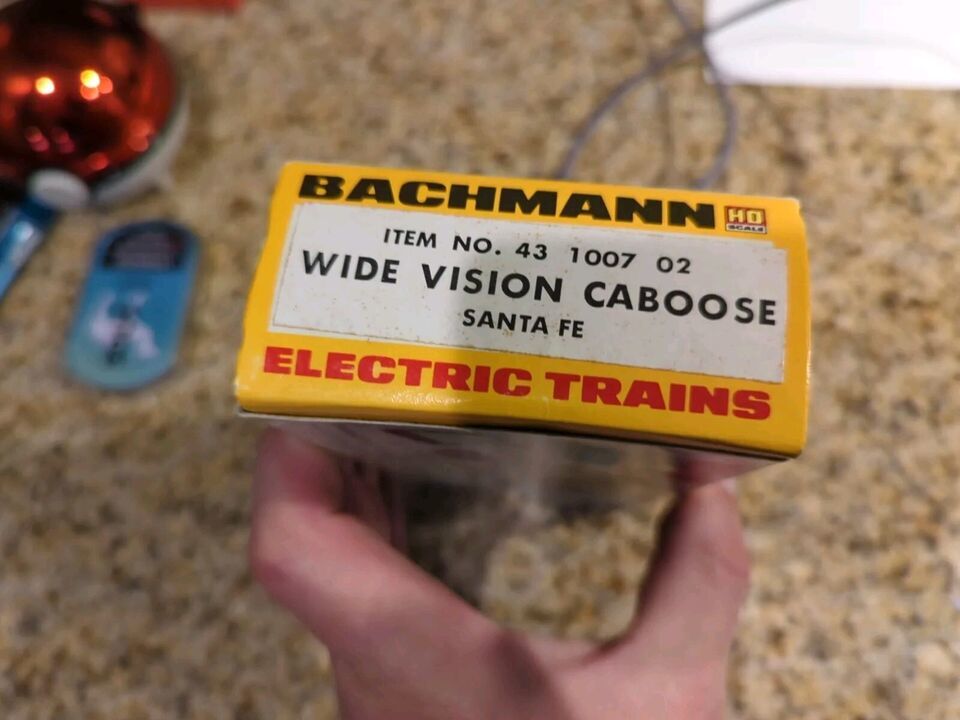 BACHMANN HO SCALE
ITEM NO. 43 1007 02
WIDE VISION CABOOSE
SANTA FE
ELECTRIC TRAINS